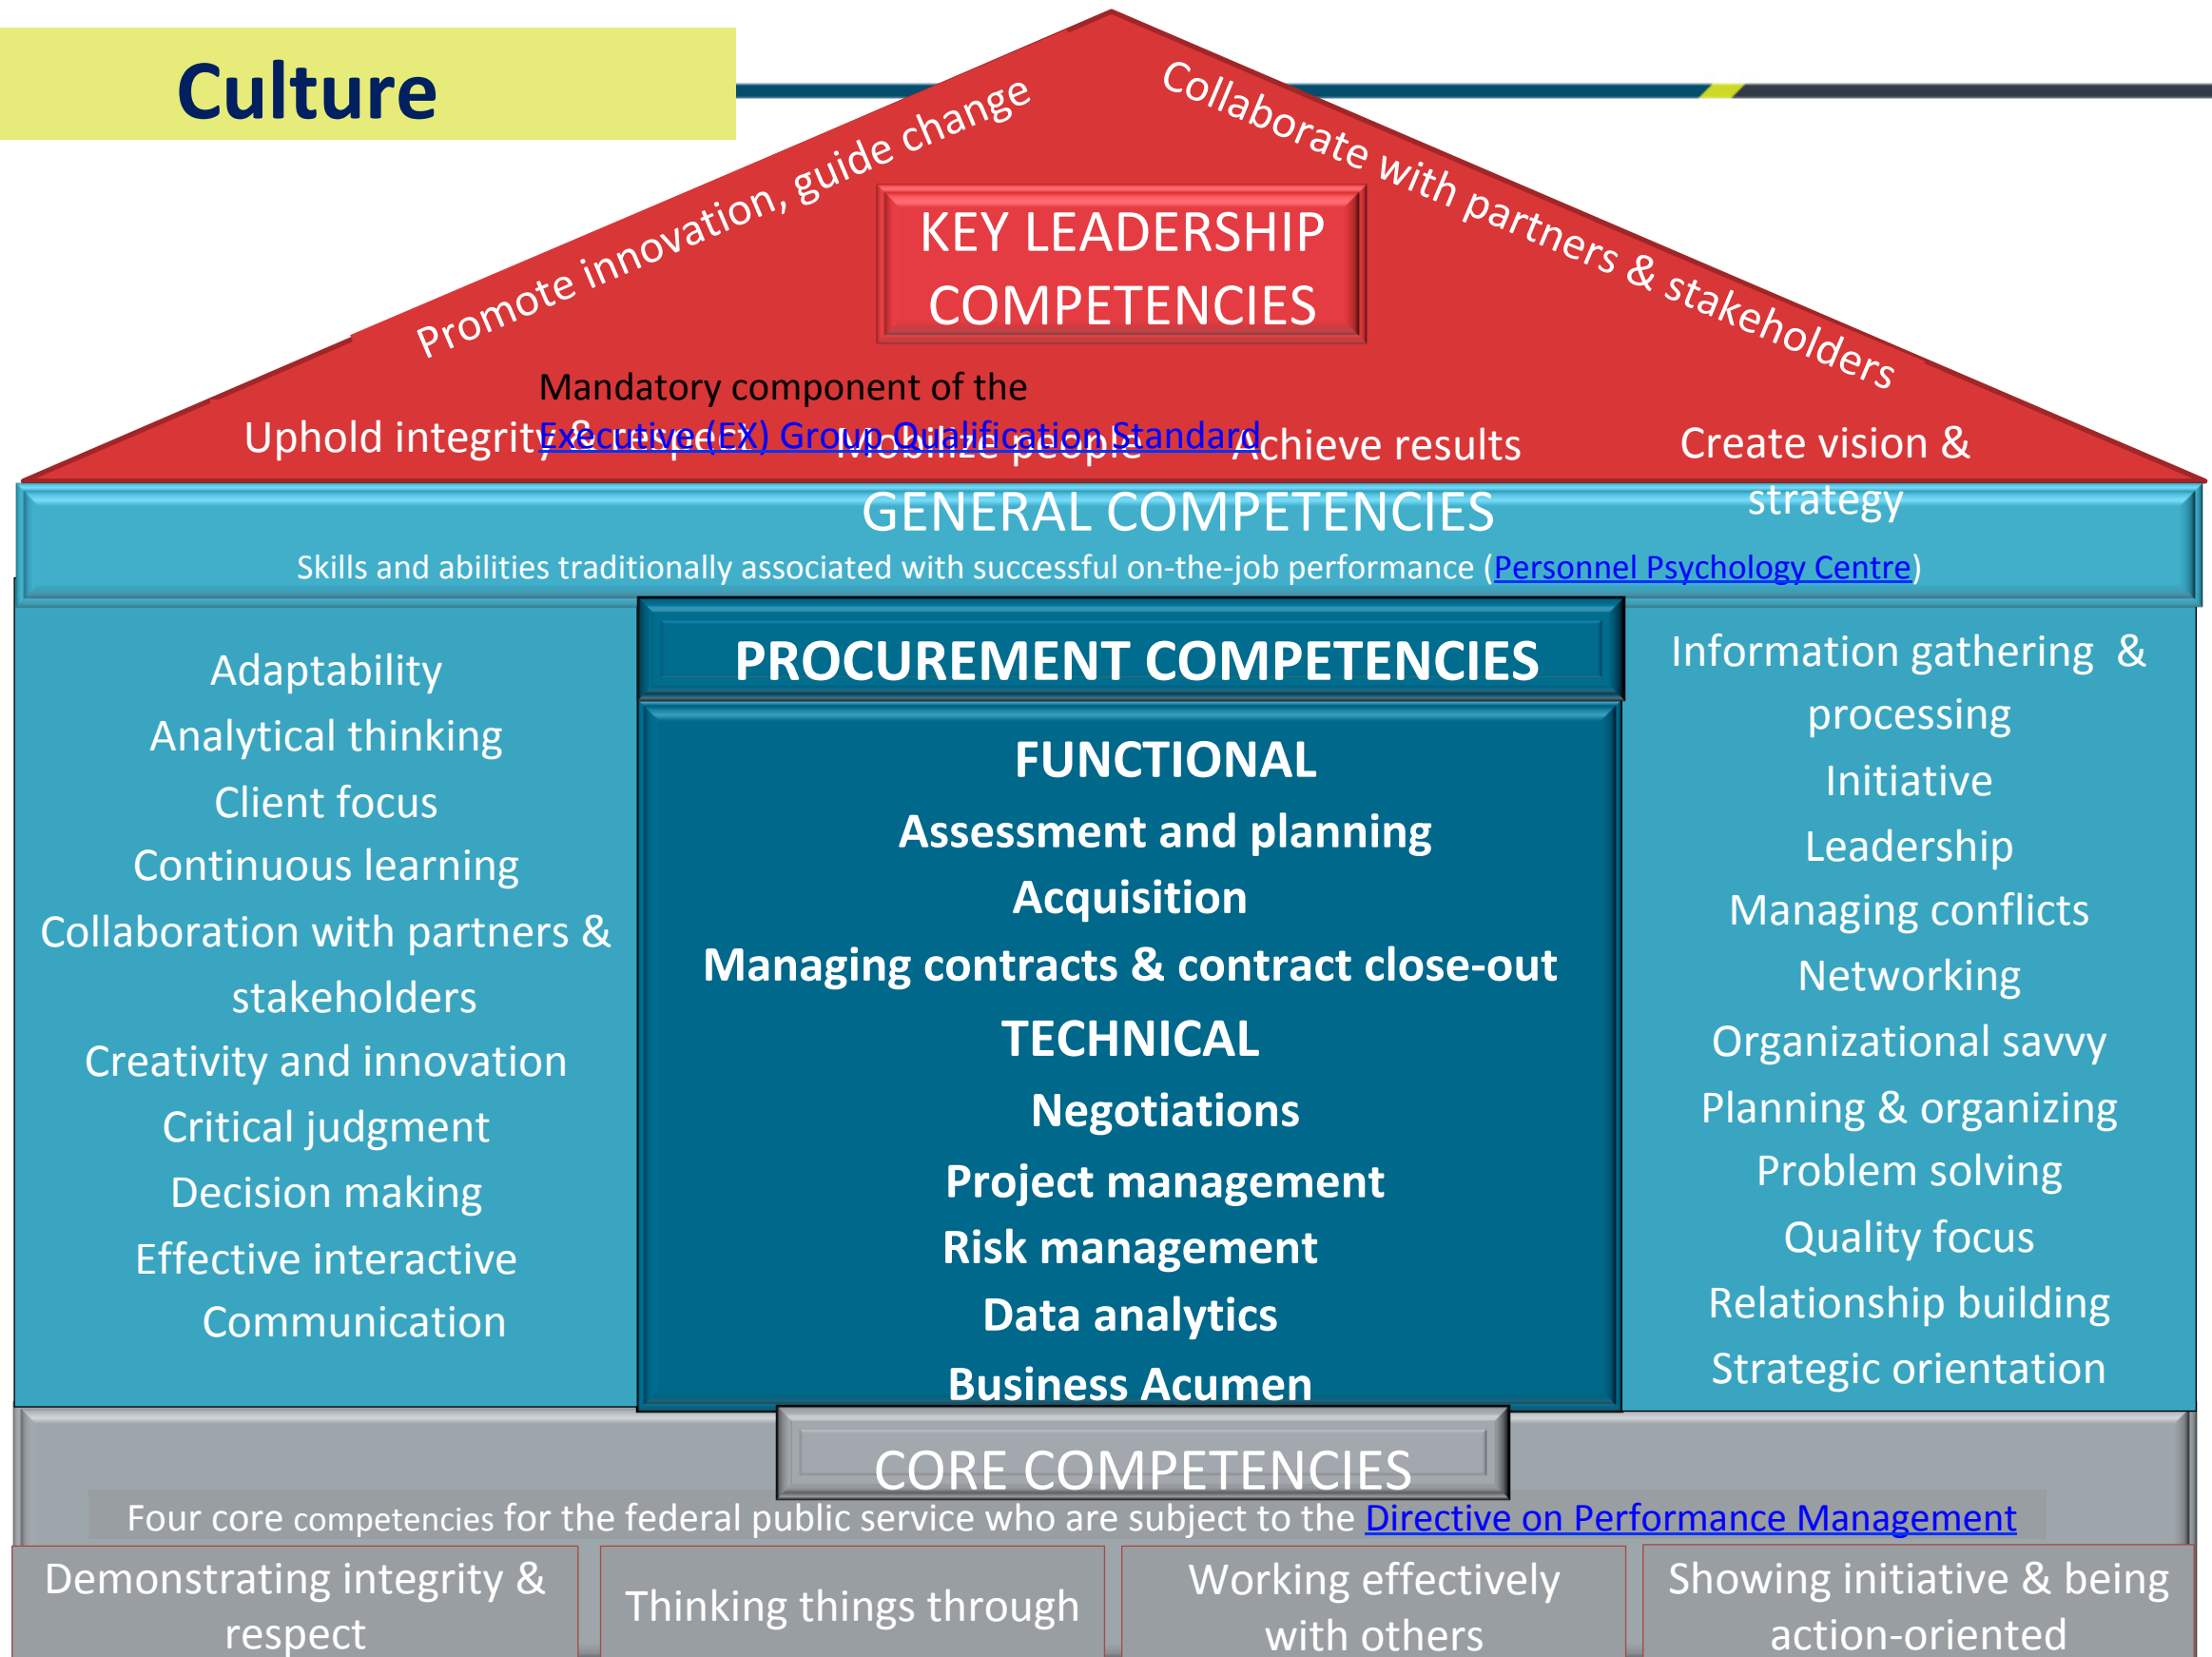 Culture
Promote innovation, guide change
Collaborate with partners & stakeholders
KEY LEADERSHIP
COMPETENCIES
Mandatory component of the
Executive (EX) Group Qualification Standard
Uphold integrity & respect
Mobilize people
Achieve results
Create vision &
strategy
GENERAL COMPETENCIES
Skills and abilities traditionally associated with successful on-the-job performance (Personnel Psychology Centre)
Adaptability
Analytical thinking
Client focus
Continuous learning
Collaboration with partners &
stakeholders
Creativity and innovation
Critical judgment
Decision making
Effective interactive
Communication
PROCUREMENT COMPETENCIES
FUNCTIONAL
Assessment and planning
Acquisition
Managing contracts & contract close-out
TECHNICAL
Negotiations
Project management
Risk management
Data analytics
Business Acumen
Information gathering &
processing
Initiative
Leadership
Managing conflicts
Networking
Organizational savvy
Planning & organizing
Problem solving
Quality focus
Relationship building
Strategic orientation
CORE COMPETENCIES
Four core competencies for the federal public service who are subject to the Directive on Performance Management
Demonstrating integrity &
respect
Thinking things through
Working effectively
with others
Showing initiative & being
action-oriented